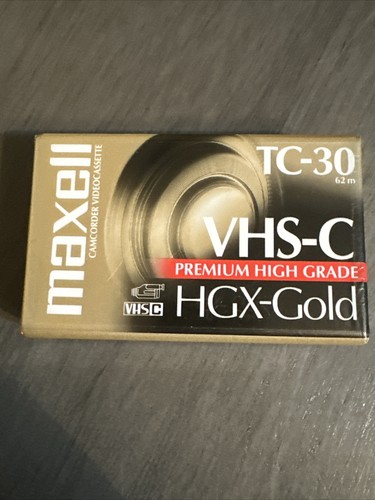 maxell
CAMCORDER VIDEOCASSETTE
TC-30
62 m
VHS-C
PREMIUM HIGH GRADE
HGX-Gold
VHS C